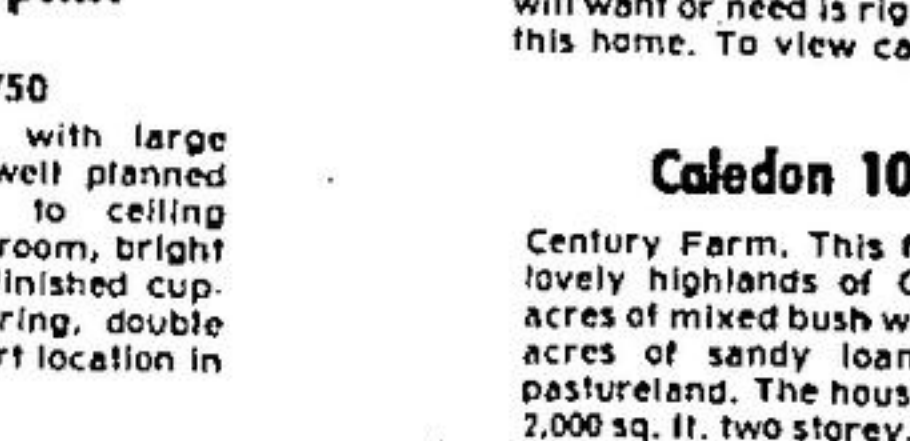 750
with large
well planned
to ceiling
room, bright
inished cup-
ring, double
rt location in
will want or need is rig
this home. To view ca
Caledon 10
Century Farm. This f
lovely highlands of C
acres of mixed bush w
acres of sandy loan
pastureland. The hous
2,000 sq. ft. two storey.